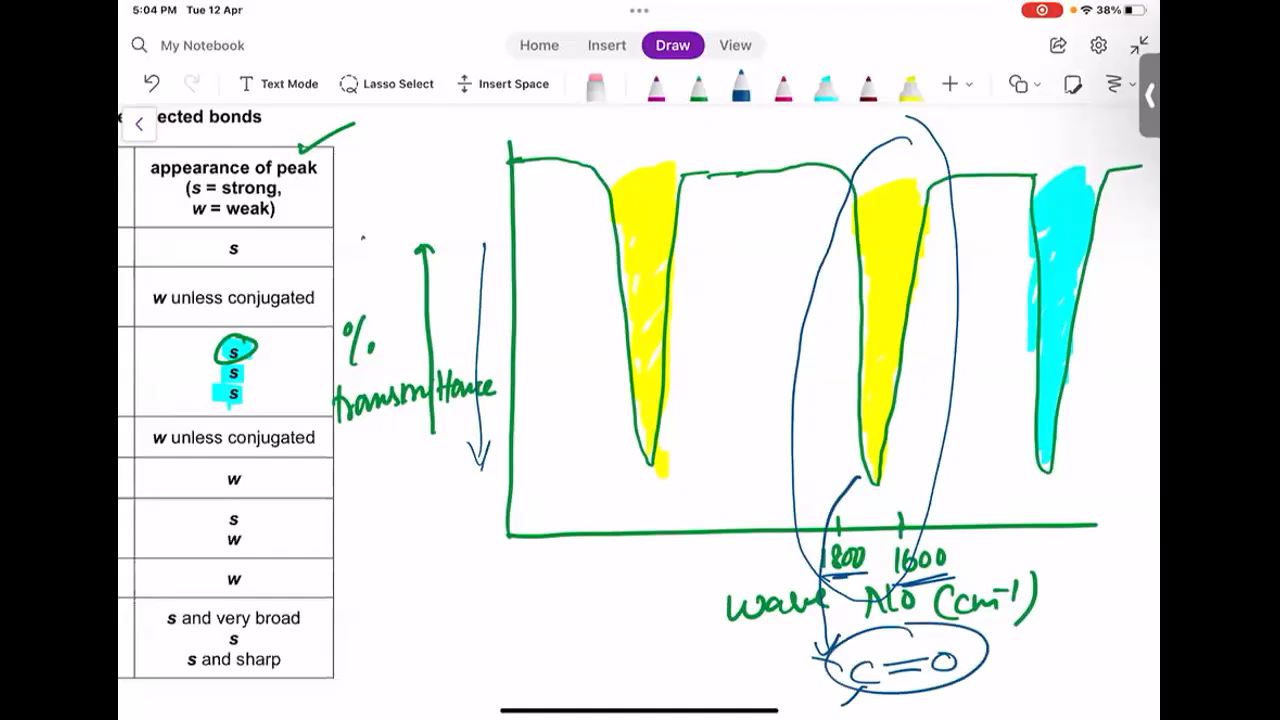 5:04 PM Tue 12 Apr
38%
My Notebook
Home Insert Draw View
Text Mode Lasso Select Insert Space
ected bonds
appearance of peak
(s = strong,
w = weak)
s
w unless conjugated
s
s
s
w unless conjugated
w
s
w
w
s and very broad
s
s and sharp
%
transmittance
1800 1600
wave No (cm-1)
C=O